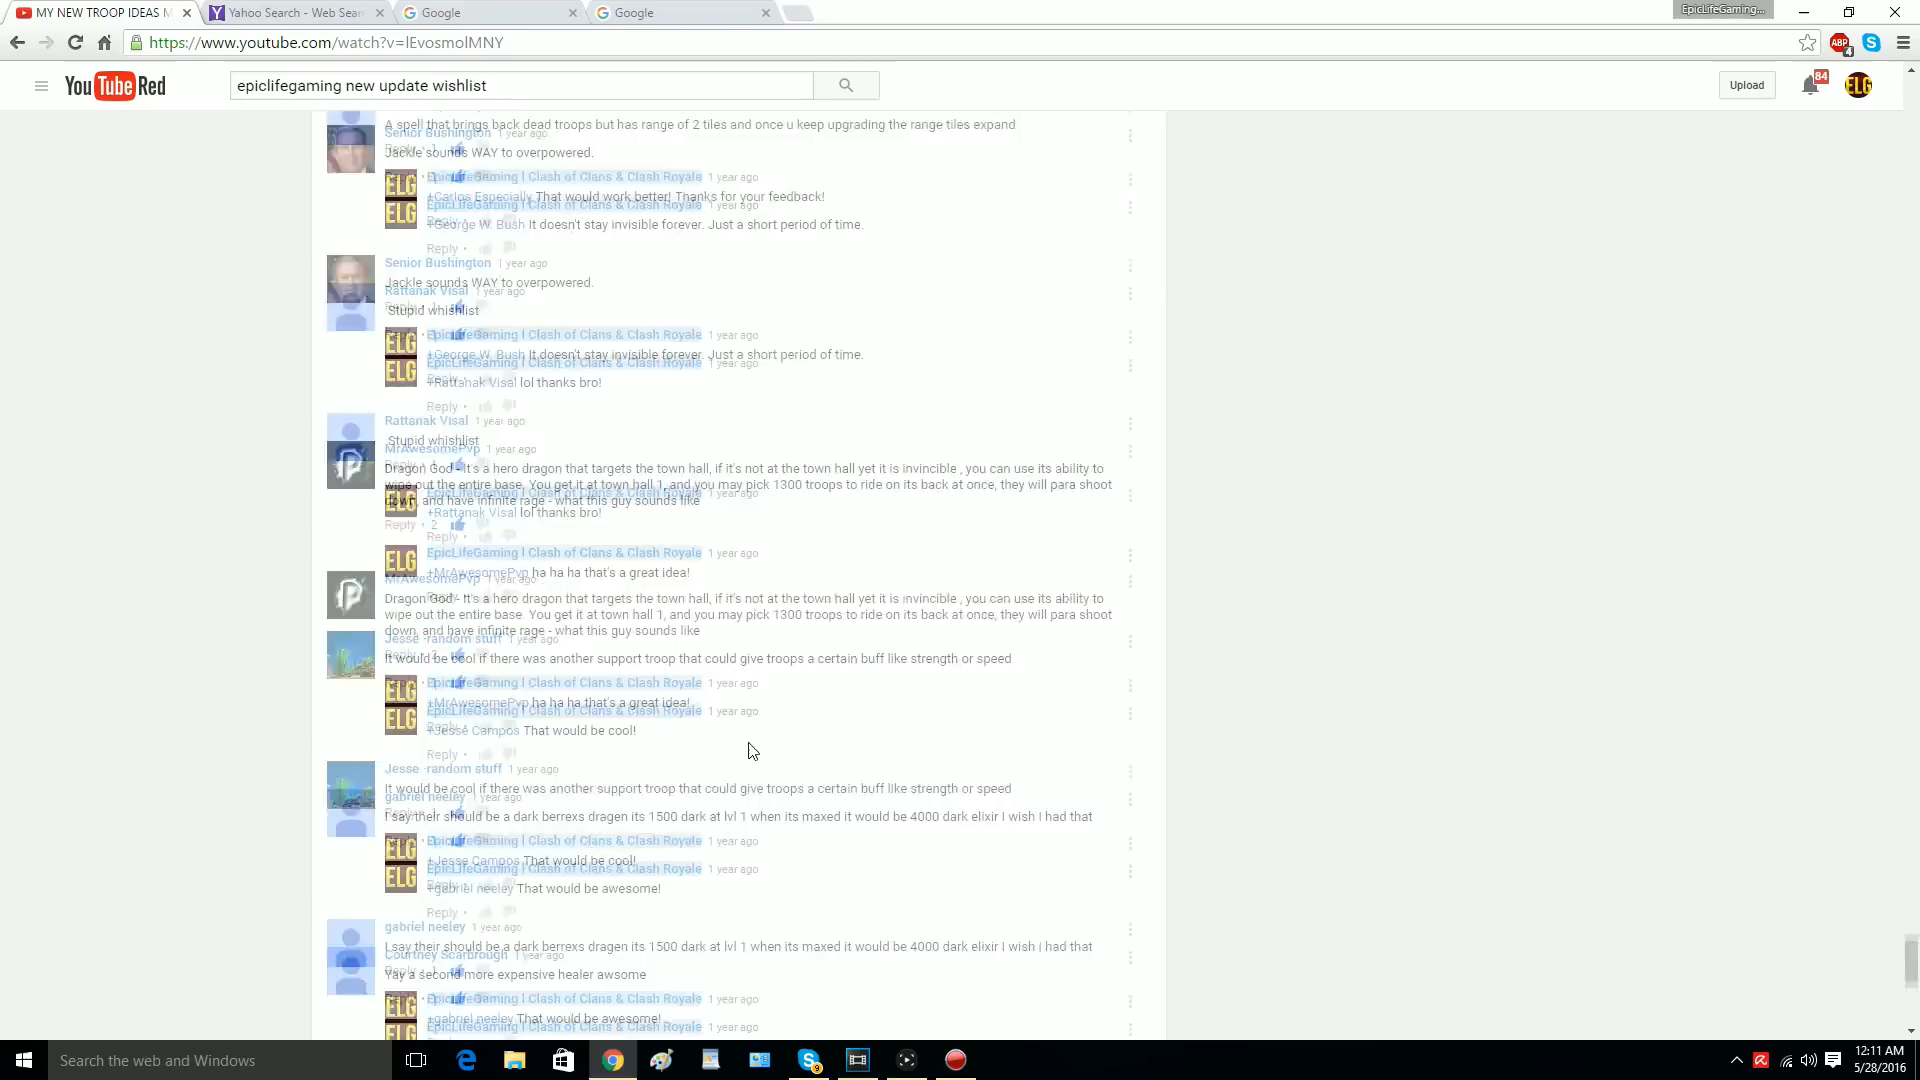 MY NEW TROOP IDEAS M
Yahoo Search - Web Sear
Google
Google
EpicLifeGaming...
https://www.youtube.com/watch?v=lEvosmolMNY
ABP
4
YouTube Red
epiclifegaming new update wishlist
Upload
84
ELG
A spell that brings back dead troops but has range of 2 tiles and once u keep upgrading the range tiles expand
Senior Bushington 1 year ago
Reply • 1
Jackle sounds WAY to overpowered.
EpicLifeGaming | Clash of Clans & Clash Royale 1 year ago
+Carlos Especially That would work better! Thanks for your feedback!
EpicLifeGaming | Clash of Clans & Clash Royale 1 year ago
+George W. Bush It doesn't stay invisible forever. Just a short period of time.
Reply •
Senior Bushington 1 year ago
Jackle sounds WAY to overpowered.
Rattanak Visal 1 year ago
Reply • 1
Stupid whishlist
EpicLifeGaming | Clash of Clans & Clash Royale 1 year ago
+George W. Bush It doesn't stay invisible forever. Just a short period of time.
EpicLifeGaming | Clash of Clans & Clash Royale 1 year ago
+Rattanak Visal lol thanks bro!
Reply •
Rattanak Visal 1 year ago
Stupid whishlist
MrAwesomePvp 1 year ago
Dragon God - It's a hero dragon that targets the town hall, if it's not at the town hall yet it is invincible , you can use its ability to
wipe out the entire base. You get it at town hall 1, and you may pick 1300 troops to ride on its back at once, they will para shoot
EpicLifeGaming | Clash of Clans & Clash Royale 1 year ago
down, and have infinite rage - what this guy sounds like
+Rattanak Visal lol thanks bro!
Reply • 2
Reply •
EpicLifeGaming | Clash of Clans & Clash Royale 1 year ago
+MrAwesomePvp ha ha ha that's a great idea!
MrAwesomePvp 1 year ago
Dragon God - It's a hero dragon that targets the town hall, if it's not at the town hall yet it is invincible , you can use its ability to
wipe out the entire base. You get it at town hall 1, and you may pick 1300 troops to ride on its back at once, they will para shoot
down, and have infinite rage - what this guy sounds like
Jesse -random stuff 1 year ago
It would be cool if there was another support troop that could give troops a certain buff like strength or speed
EpicLifeGaming | Clash of Clans & Clash Royale 1 year ago
+MrAwesomePvp ha ha ha that's a great idea!
EpicLifeGaming | Clash of Clans & Clash Royale 1 year ago
+Jesse Campos That would be cool!
Reply •
Jesse -random stuff 1 year ago
It would be cool if there was another support troop that could give troops a certain buff like strength or speed
gabriel neeley 1 year ago
I say their should be a dark berrexs dragen its 1500 dark at lvl 1 when its maxed it would be 4000 dark elixir I wish I had that
EpicLifeGaming | Clash of Clans & Clash Royale 1 year ago
+Jesse Campos That would be cool!
EpicLifeGaming | Clash of Clans & Clash Royale 1 year ago
+gabriel neeley That would be awesome!
Reply •
gabriel neeley 1 year ago
I say their should be a dark berrexs dragen its 1500 dark at lvl 1 when its maxed it would be 4000 dark elixir I wish I had that
Courtney Scarbrough 1 year ago
Yay a second more expensive healer awsome
EpicLifeGaming | Clash of Clans & Clash Royale 1 year ago
+gabriel neeley That would be awesome!
EpicLifeGaming | Clash of Clans & Clash Royale 1 year ago
Search the web and Windows
9
12:11 AM
5/28/2016